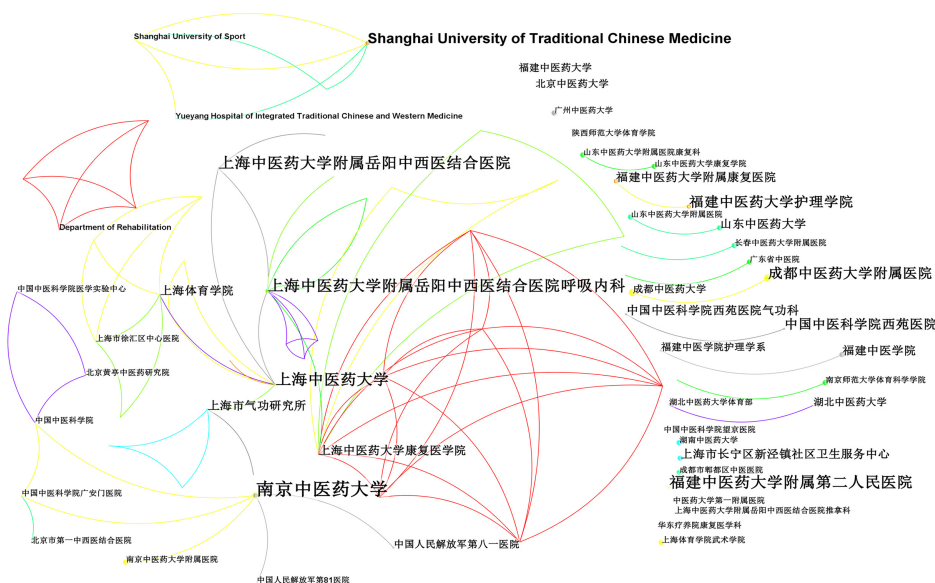 Shanghai University of Sport
Shanghai University of Traditional Chinese Medicine
福建中医药大学
北京中医药大学
广州中医药大学
Yueyang Hospital of Integrated Traditional Chinese and Western Medicine
陕西师范大学体育学院
上海中医药大学附属岳阳中西医结合医院
山东中医药大学附属医院康复科
山东中医药大学康复学院
福建中医药大学附属康复医院
福建中医药大学护理学院
山东中医药大学附属医院
山东中医药大学
Department of Rehabilitation
长春中医药大学附属医院
广东省中医院
成都中医药大学附属医院
中国中医科学院医学实验中心
上海体育学院
上海中医药大学附属岳阳中西医结合医院呼吸内科
成都中医药大学
中国中医科学院西苑医院气功科
中国中医科学院西苑医院
上海市徐汇区中心医院
福建中医学院护理学系
福建中医学院
北京黄亭中医药研究院
上海中医药大学
南京师范大学体育科学学院
上海市气功研究所
湖北中医药大学体育部
湖北中医药大学
中国中医科学院
中国中医科学院望京医院
湖南中医药大学
上海中医药大学康复医学院
上海市长宁区新泾镇社区卫生服务中心
成都市郫都区中医医院
福建中医药大学附属第二人民医院
中国中医科学院广安门医院
南京中医药大学
中医药大学第一附属医院
上海中医药大学附属岳阳中西医结合医院推拿科
华东疗养院康复医学科
北京市第一中西医结合医院
中国人民解放军第八一医院
上海体育学院武术学院
南京中医药大学附属医院
中国人民解放军第81医院